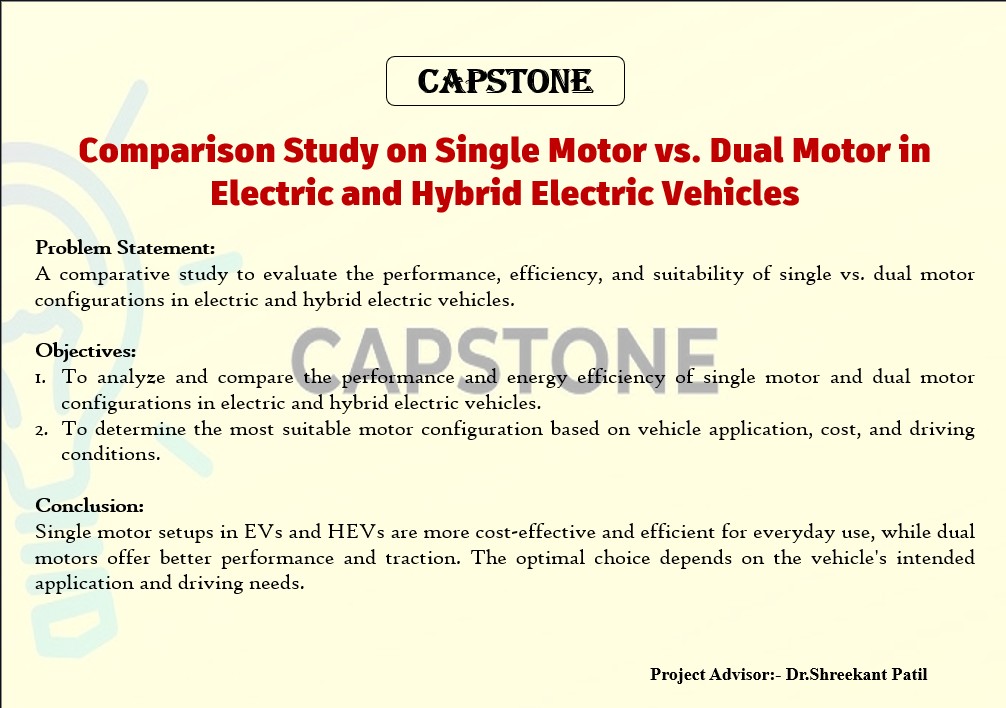 CAPSTONE
Comparison Study on Single Motor vs. Dual Motor in
Electric and Hybrid Electric Vehicles
Problem Statement:
A comparative study to evaluate the performance, efficiency, and suitability of single vs. dual motor
configurations in electric and hybrid electric vehicles.
CAPSTONE
Objectives:
1. To analyze and compare the performance and energy efficiency of single motor and dual motor
configurations in electric and hybrid electric vehicles.
2. To determine the most suitable motor configuration based on vehicle application, cost, and driving
conditions.
Conclusion:
Single motor setups in EVs and HEVs are more cost-effective and efficient for everyday use, while dual
motors offer better performance and traction. The optimal choice depends on the vehicle's intended
application and driving needs.
Project Advisor:- Dr.Shreekant Patil